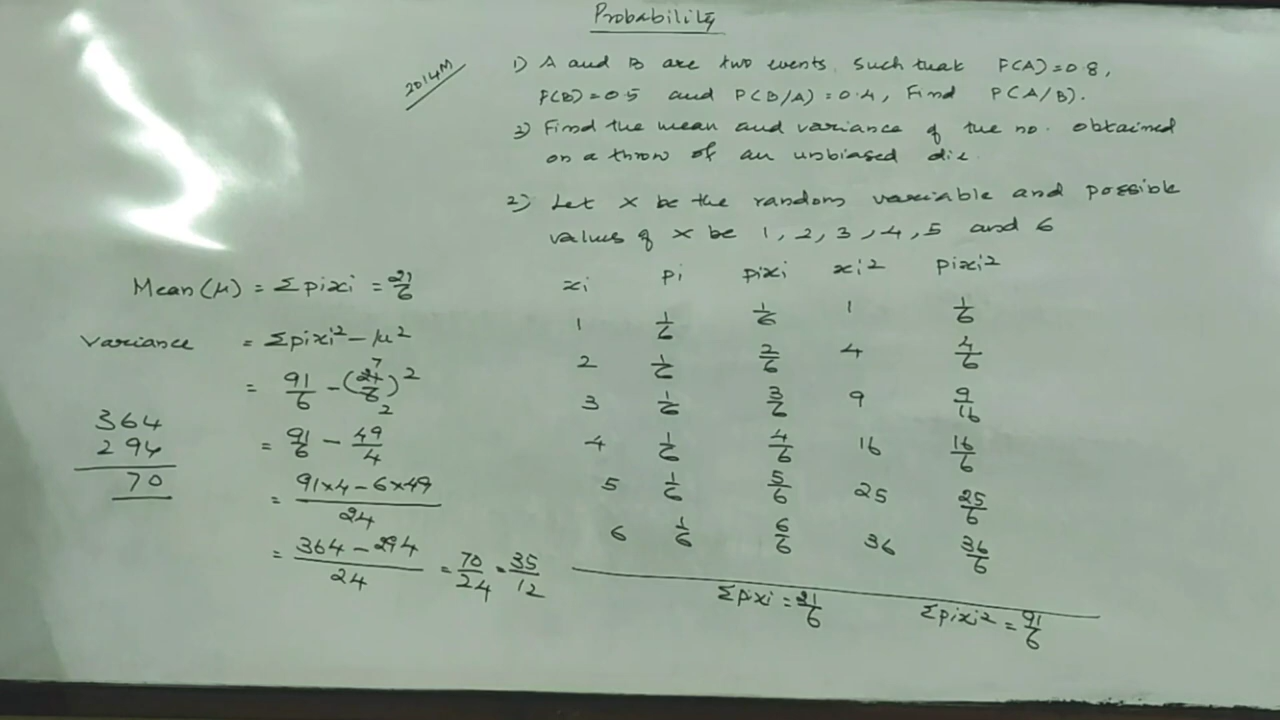 Probability
2014M
1) A and B are two events such that P(A)=0.8,
P(B)=0.5 and P(B/A)=0.4, Find P(A/B).
3) Find the mean and variance of the no. obtained
on a throw of an unbiased die.
2) Let X be the random variable and possible
values of X be 1, 2, 3, 4, 5 and 6
xi pi pixi xi² pixi²
1 1/6 1/6 1 1/6
2 1/6 2/6 4 4/6
3 1/6 3/6 9 9/16
4 1/6 4/6 16 16/6
5 1/6 5/6 25 25/6
6 1/6 6/6 36 36/6
Σpixi = 21/6 Σpixi² = 91/6
Mean (μ) = Σpixi = 21/6
Variance = Σpixi² - μ²
= 91/6 - (21/6)² 7 2
= 91/6 - 49/4
= 91×4 - 6×49 / 24
= 364 - 294 / 24 = 70/24 = 35/12
364
294
70